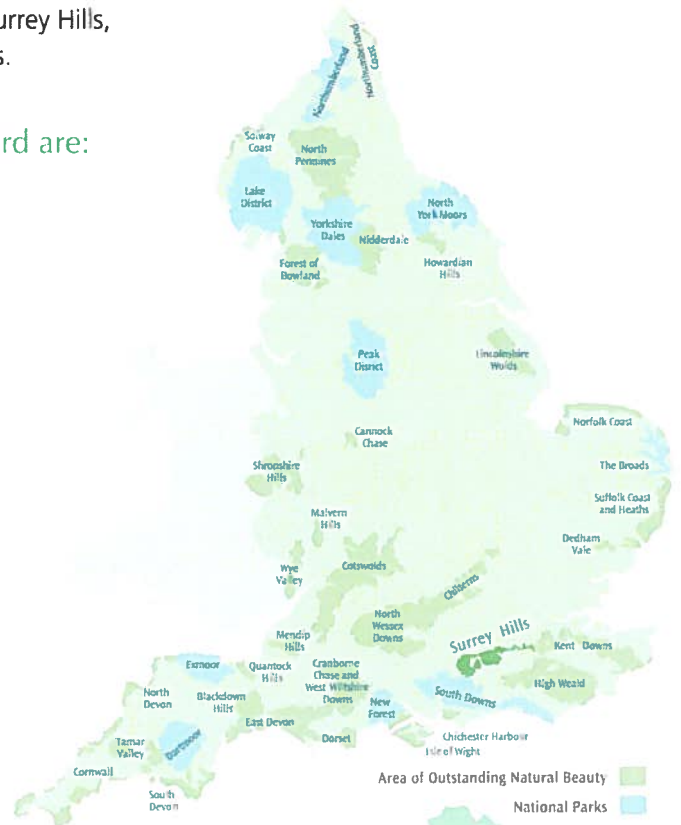 urrey Hills,
s.
rd are:
Northumberland
Northumberland
Coast
Solway
Coast
North
Pennines
Lake
District
Yorkshire
Dales
Nidderdale
North
York Moors
Howardian
Hills
Forest of
Bowland
Peak
District
Lincolnshire
Wolds
Cannock
Chase
Norfolk Coast
The Broads
Shropshire
Hills
Suffolk Coast
and Heaths
Malvern
Hills
Dedham
Vale
Wye
Valley
Cotswolds
Chilterns
North
Wessex
Downs
Mendip
Hills
Surrey Hills
Kent Downs
High Weald
South Downs
Exmoor
Quantock
Hills
Cranborne
Chase and
West Wiltshire
Downs
New
Forest
North
Devon
Blackdown
Hills
East Devon
Dorset
Chichester Harbour
Isle of Wight
Tamar
Valley
Dartmoor
Cornwall
South
Devon
Area of Outstanding Natural Beauty
National Parks